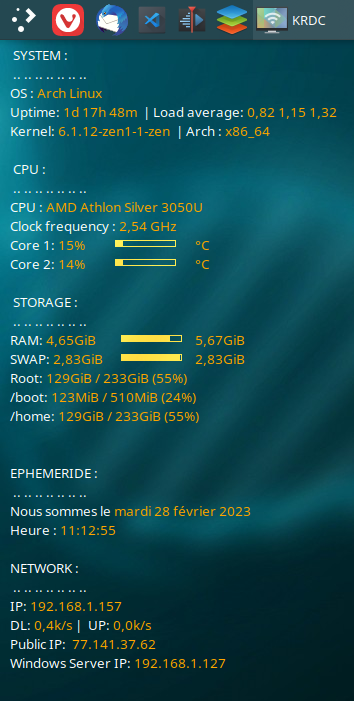 KRDC
SYSTEM :
.. .. .. .. .. .. ..
OS : Arch Linux
Uptime: 1d 17h 48m | Load average: 0,82 1,15 1,32
Kernel: 6.1.12-zen1-1-zen | Arch : x86_64
CPU :
.. .. .. .. .. .. ..
CPU : AMD Athlon Silver 3050U
Clock frequency : 2,54 GHz
Core 1: 15% °C
Core 2: 14% °C
STORAGE :
.. .. .. .. .. .. ..
RAM: 4,65GiB 5,67GiB
SWAP: 2,83GiB 2,83GiB
Root: 129GiB / 233GiB (55%)
/boot: 123MiB / 510MiB (24%)
/home: 129GiB / 233GiB (55%)
EPHEMERIDE :
.. .. .. .. .. .. ..
Nous sommes le mardi 28 février 2023
Heure : 11:12:55
NETWORK :
.. .. .. .. .. .. ..
IP: 192.168.1.157
DL: 0,4k/s | UP: 0,0k/s
Public IP: 77.141.37.62
Windows Server IP: 192.168.1.127